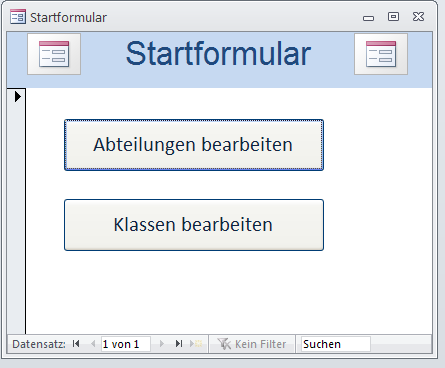 Startformular
Startformular
Abteilungen bearbeiten
Klassen bearbeiten
Datensatz: 1 von 1 Kein Filter Suchen